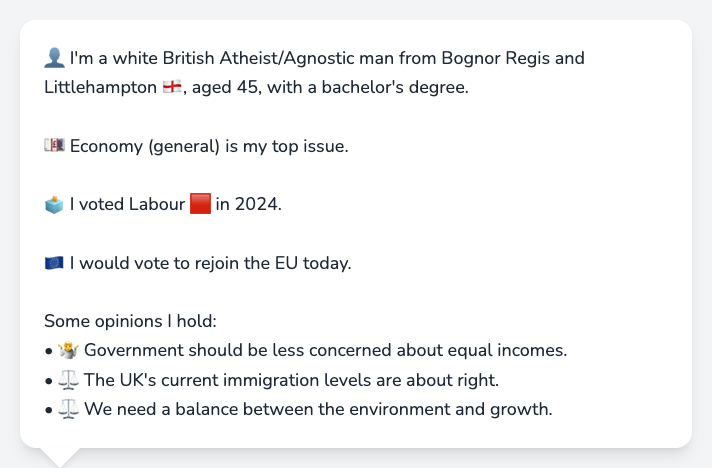 👤 I'm a white British Atheist/Agnostic man from Bognor Regis and
Littlehampton 🏴󠁧󠁢󠁥󠁮󠁧󠁿, aged 45, with a bachelor's degree.
💷 Economy (general) is my top issue.
🗳️ I voted Labour 🟥 in 2024.
🇪🇺 I would vote to rejoin the EU today.
Some opinions I hold:
• 🤷 Government should be less concerned about equal incomes.
• ⚖️ The UK's current immigration levels are about right.
• ⚖️ We need a balance between the environment and growth.